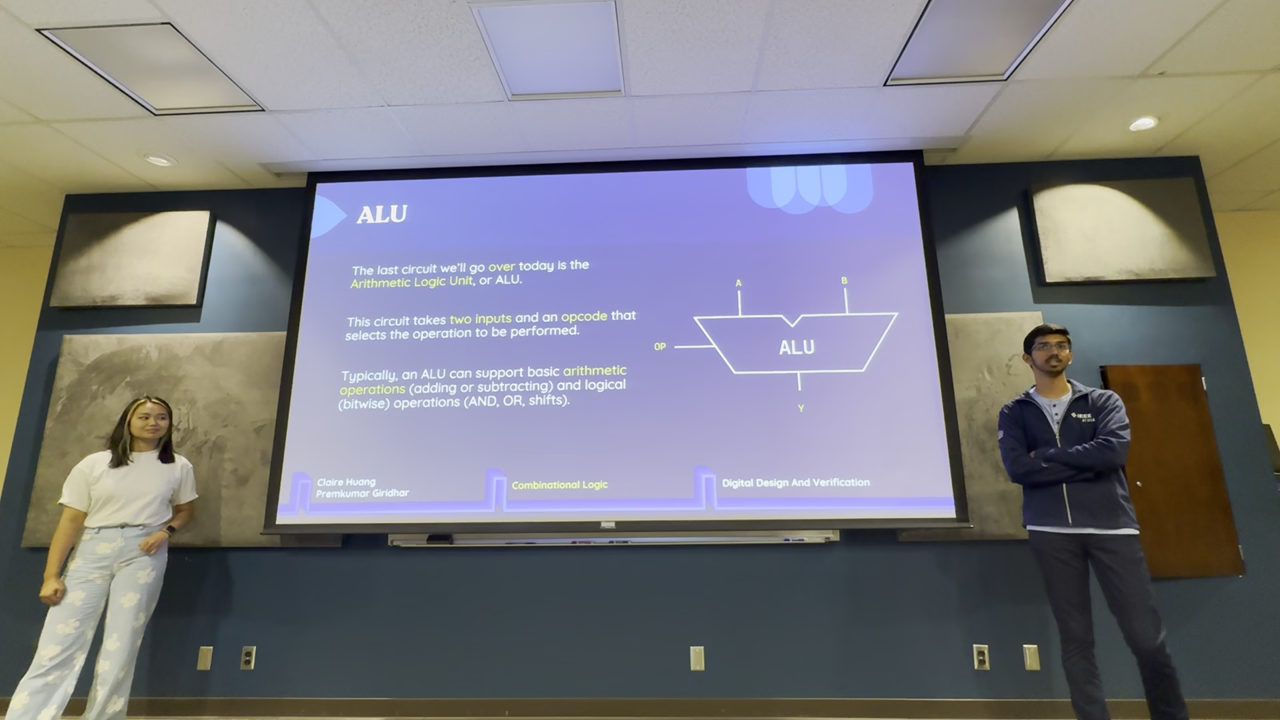 ALU
The last circuit we'll go over today is the
Arithmetic Logic Unit, or ALU.
This circuit takes two inputs and an opcode that
selects the operation to be performed.
Typically, an ALU can support basic arithmetic
operations (adding or subtracting) and logical
(bitwise) operations (AND, OR, shifts).
A
B
OP
ALU
Y
Claire Huang
Premkumar Giridhar
Combinational Logic
Digital Design And Verification
IEEE